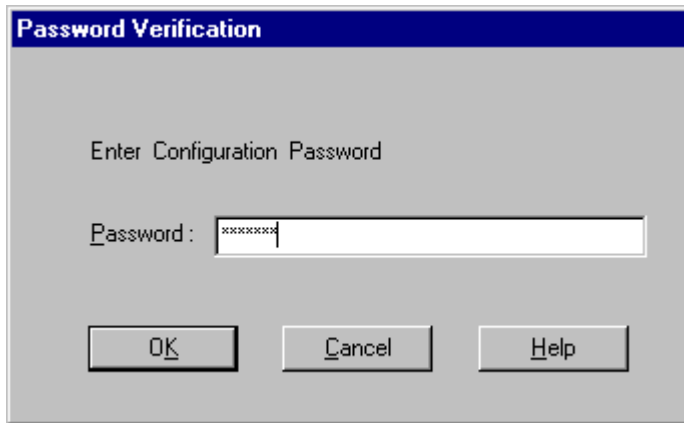 Password Verification
Enter Configuration Password
Password : *******
OK Cancel Help